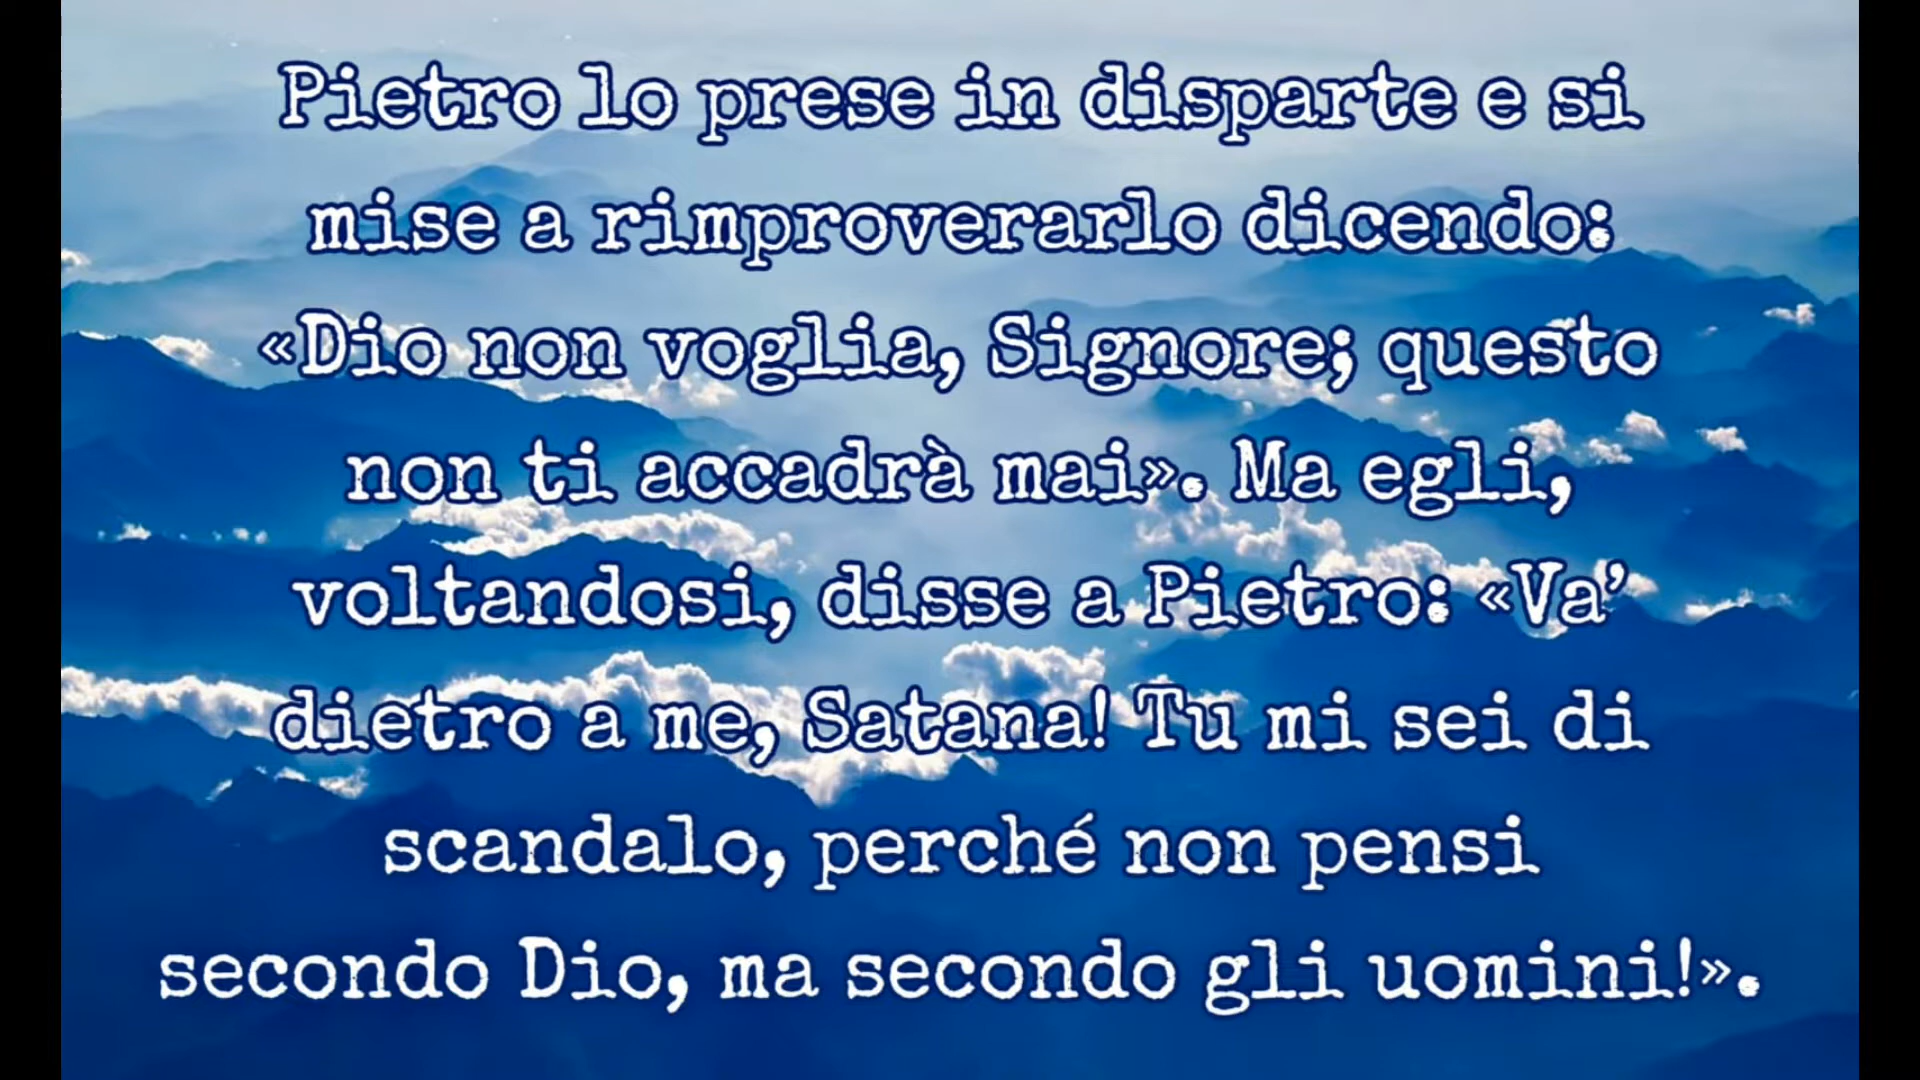 Pietro lo prese in disparte e si
mise a rimproverarlo dicendo:
«Dio non voglia, Signore; questo
non ti accadrà mai». Ma egli,
voltandosi, disse a Pietro: «Va’
dietro a me, Satana! Tu mi sei di
scandalo, perché non pensi
secondo Dio, ma secondo gli uomini!».